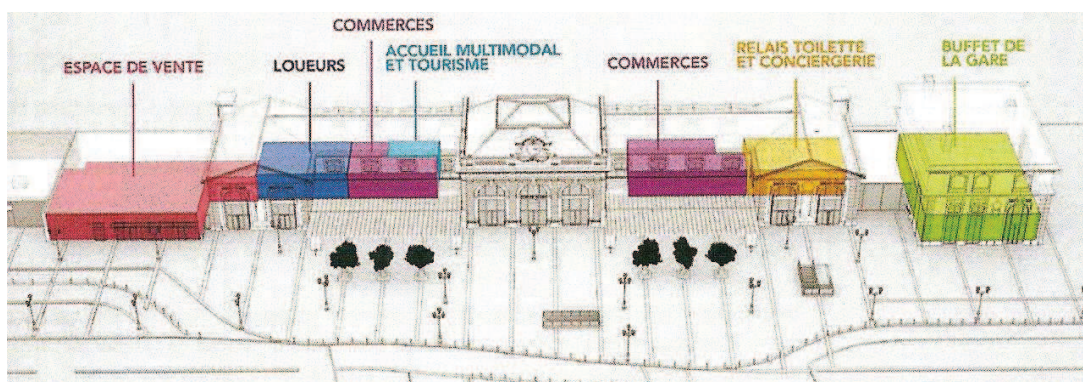 ESPACE DE VENTE
LOUEURS
COMMERCES
ACCUEIL MULTIMODAL
ET TOURISME
COMMERCES
RELAIS TOILETTE
ET CONCIERGERIE
BUFFET DE
LA GARE